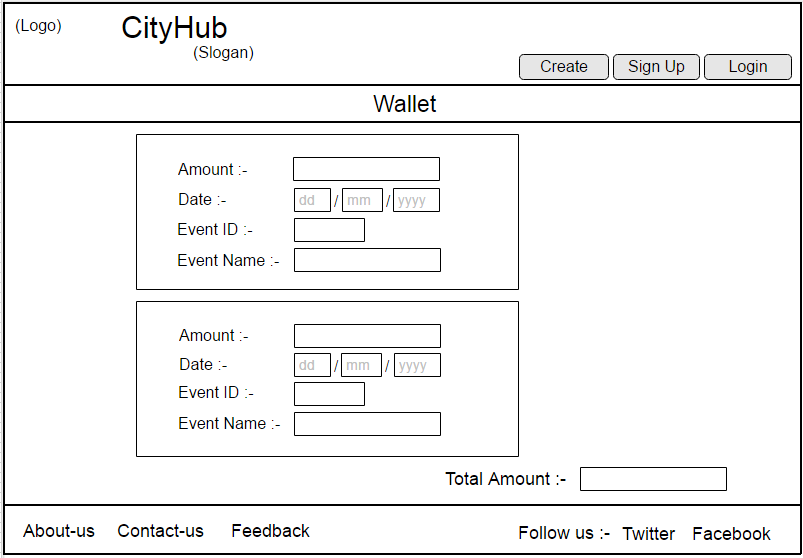 (Logo)
CityHub
(Slogan)
Create Sign Up Login
Wallet
Amount :-
Date :- dd / mm / yyyy
Event ID :-
Event Name :-
Amount :-
Date :- dd / mm / yyyy
Event ID :-
Event Name :-
Total Amount :-
About-us Contact-us Feedback Follow us :- Twitter Facebook